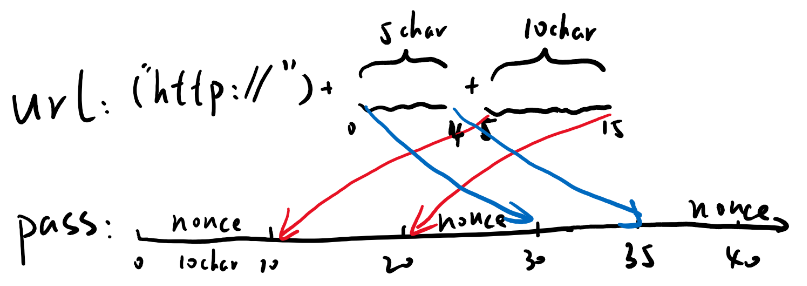 5char 10char
url: ("http://")+ +
0 4 5 15
pass: nonce nonce nonce
0 10char 10 20 30 35 40